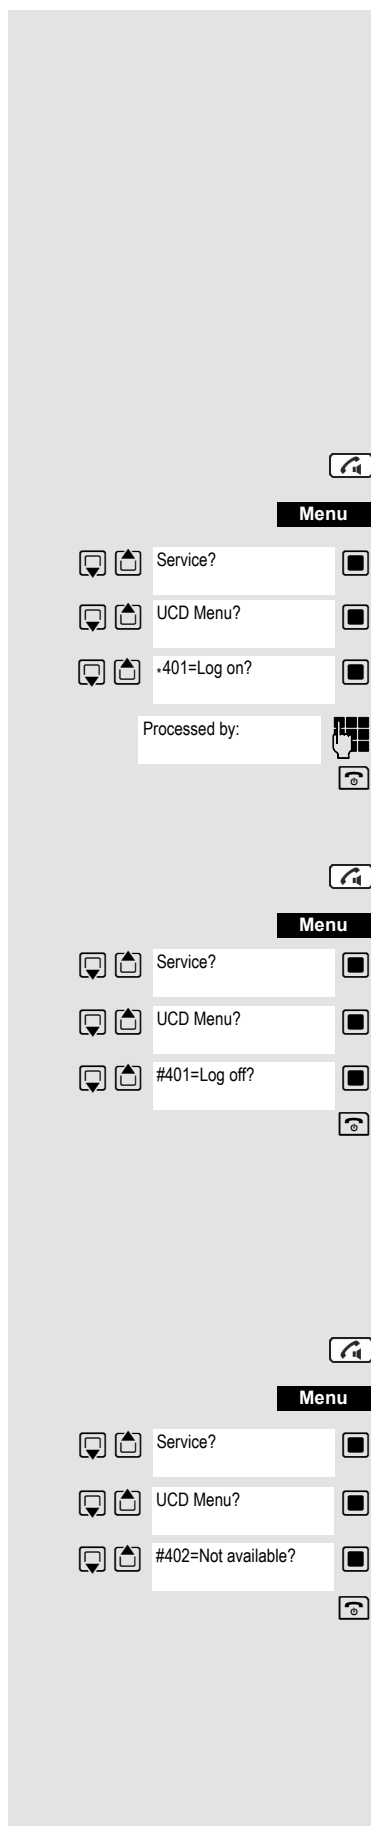 Menu
Service?
UCD Menu?
*401=Log on?
Processed by:
Menu
Service?
UCD Menu?
#401=Log off?
Menu
Service?
UCD Menu?
#402=Not available?